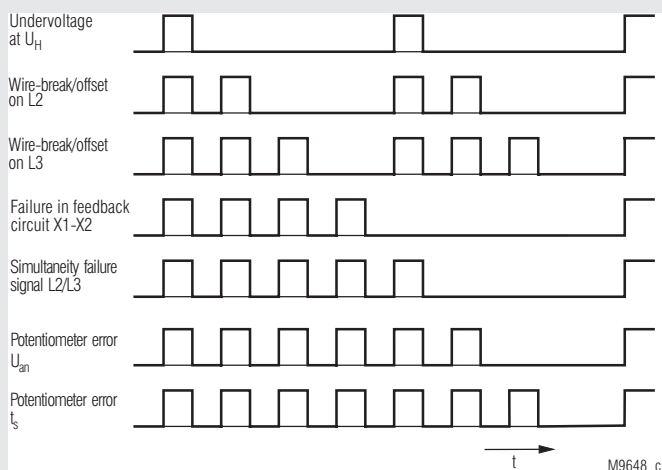 Undervoltage
at UH
Wire-break/offset
on L2
Wire-break/offset
on L3
Failure in feedback
circuit X1-X2
Simultaneity failure
signal L2/L3
Potentiometer error
Uan
Potentiometer error
ts
t
M9648_c